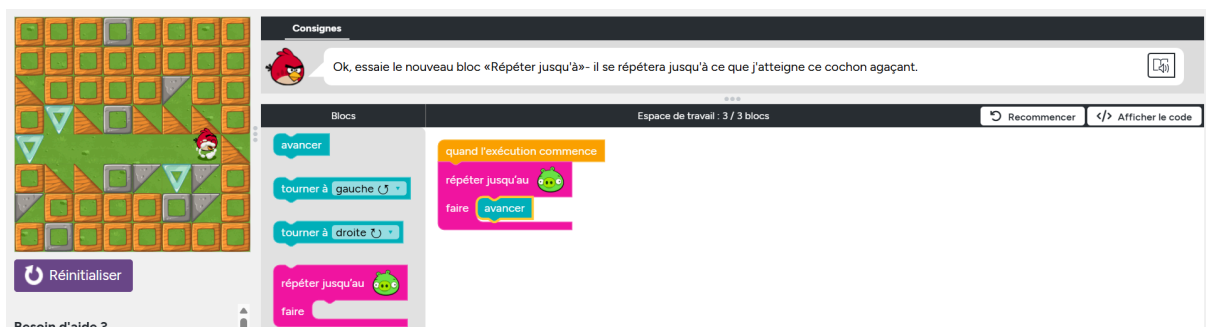 Consignes
Ok, essaie le nouveau bloc «Répéter jusqu'à»- il se répétera jusqu'à ce que j'atteigne ce cochon agaçant.
Blocs
Espace de travail : 3 / 3 blocs
Recommencer
</> Afficher le code
avancer
tourner à gauche
tourner à droite
répéter jusqu'au
faire
quand l'exécution commence
répéter jusqu'au
faire avancer
Réinitialiser
Besoin d'aide ?